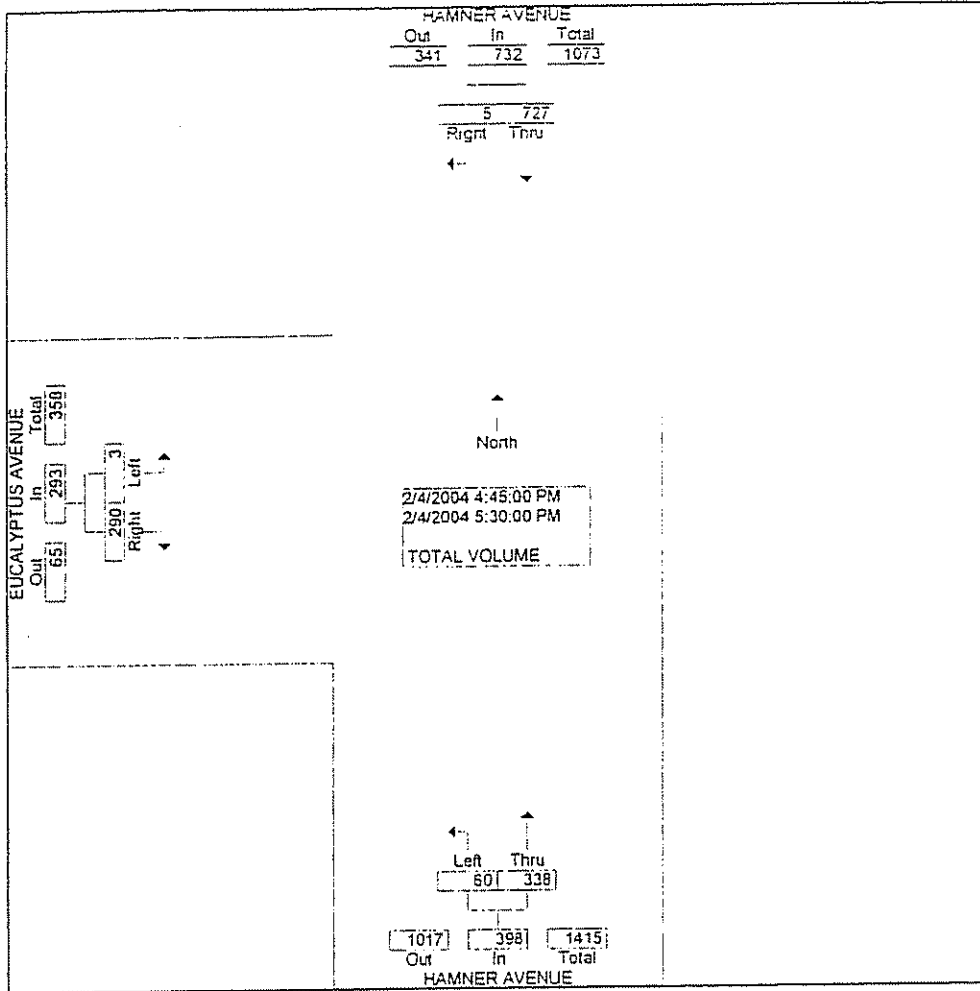 HAMNER AVENUE
Out In Total
341 732 1073
5 727
Right Thru
North
2/4/2004 4:45:00 PM
2/4/2004 5:30:00 PM
TOTAL VOLUME
EUCALYPTUS AVENUE
Out In Total
65 293 358
290 3
Right Left
Left Thru
60 338
1017 398 1415
Out In Total
HAMNER AVENUE